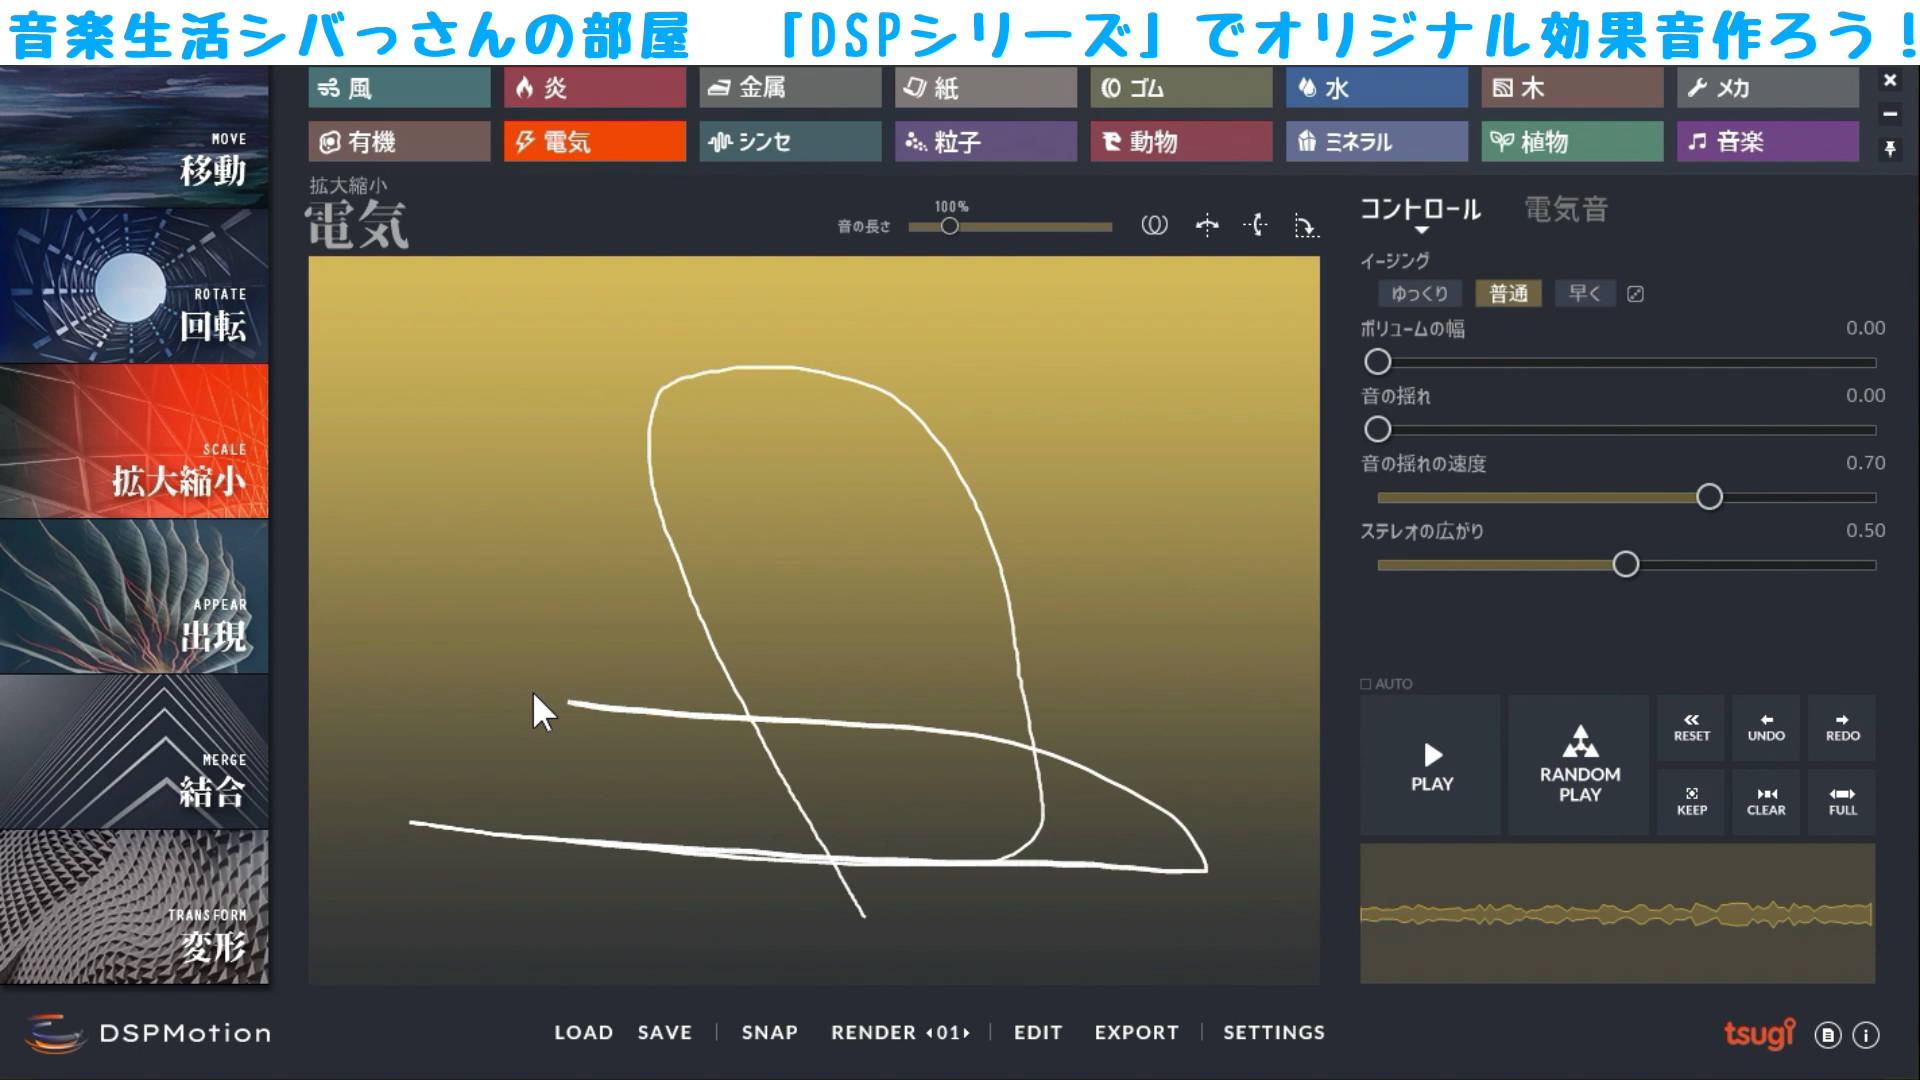 音楽生活シバっさんの部屋 「DSPシリーズ」でオリジナル効果音作ろう！
風 炎 金属 紙 ゴム 水 木 メカ
有機 電気 シンセ 粒子 動物 ミネラル 植物 音楽
MOVE
移動
ROTATE
回転
SCALE
拡大縮小
APPEAR
出現
MERGE
結合
TRANSFORM
変形
拡大縮小
電気
音の長さ 100%
コントロール 電気音
イージング
ゆっくり 普通 早く
ボリュームの幅 0.00
音の揺れ 0.00
音の揺れの速度 0.70
ステレオの広がり 0.50
AUTO
PLAY
RANDOM
PLAY
RESET UNDO REDO
KEEP CLEAR FULL
DSPMotion
LOAD SAVE | SNAP RENDER 01 | EDIT EXPORT | SETTINGS
tsugi